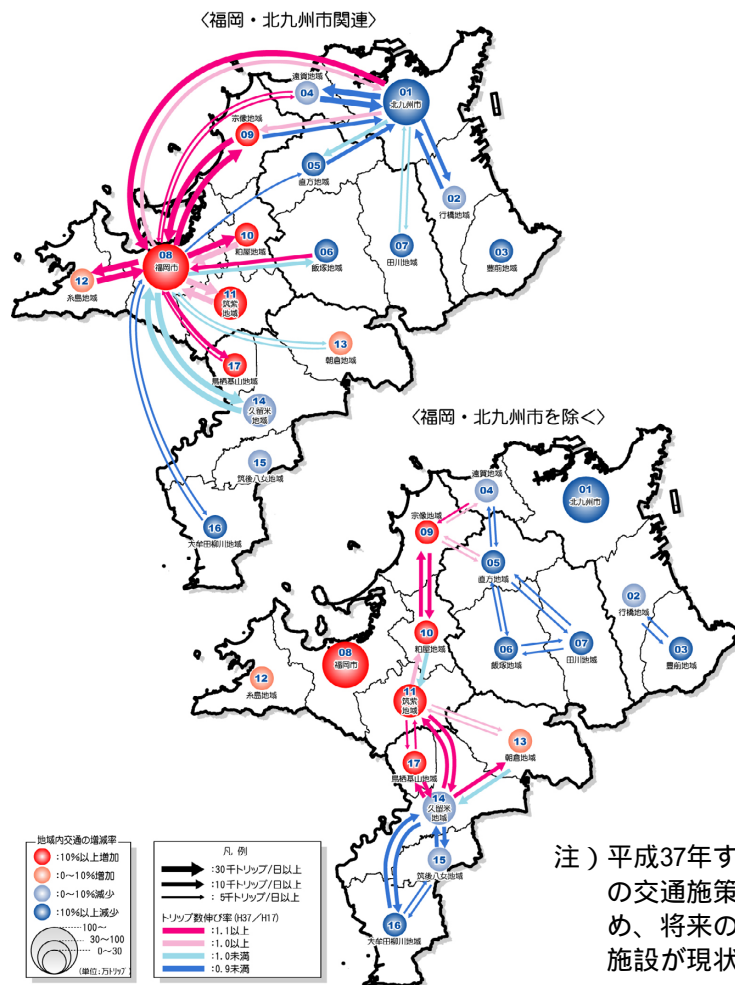 〈福岡・北九州市関連〉
01
北九州市
遠賀地域
04
宗像地域
09
05
直方地域
02
行橋地域
08
福岡市
10
粕屋地域
06
飯塚地域
07
田川地域
03
豊前地域
12
糸島地域
11
筑紫
地域
13
朝倉地域
17
鳥栖基山地域
14
久留米
地域
15
筑後八女地域
16
大牟田柳川地域
〈福岡・北九州市を除く〉
遠賀地域
04
01
北九州市
宗像地域
09
05
直方地域
02
行橋地域
10
粕屋地域
06
飯塚地域
07
田川地域
03
豊前地域
08
福岡市
12
糸島地域
11
筑紫
地域
13
朝倉地域
17
鳥栖基山地域
14
久留米
地域
15
筑後八女地域
16
大牟田柳川地域
地域内交通の増減率
:10%以上増加
:0～10%増加
:0～10%減少
:10%以上減少
100～
30～100
0～30
(単位:万トリップ)
凡 例
:30千トリップ/日以上
:10千トリップ/日以上
: 5千トリップ/日以上
トリップ数伸び率(H37/H17)
:1.1以上
:1.0以上
:1.0未満
:0.9未満
注）平成37年す
の交通施策
め、将来の
施設が現状